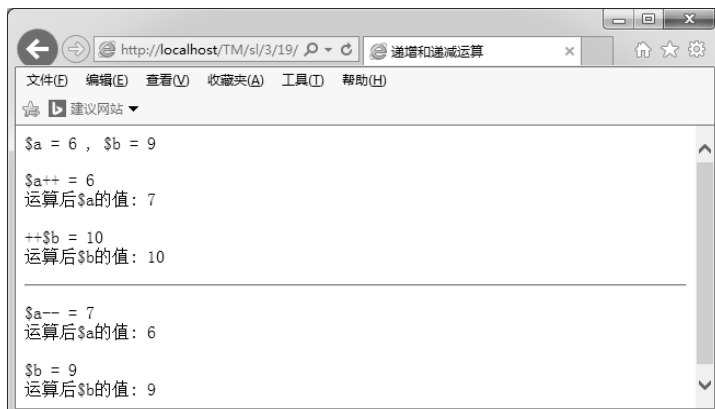 http://localhost/TM/sl/3/19/
递增和递减运算
文件(F) 编辑(E) 查看(V) 收藏夹(A) 工具(T) 帮助(H)
建议网站
$a = 6 , $b = 9
$a++ = 6
运算后$a的值: 7
++$b = 10
运算后$b的值: 10
$a-- = 7
运算后$a的值: 6
$b = 9
运算后$b的值: 9